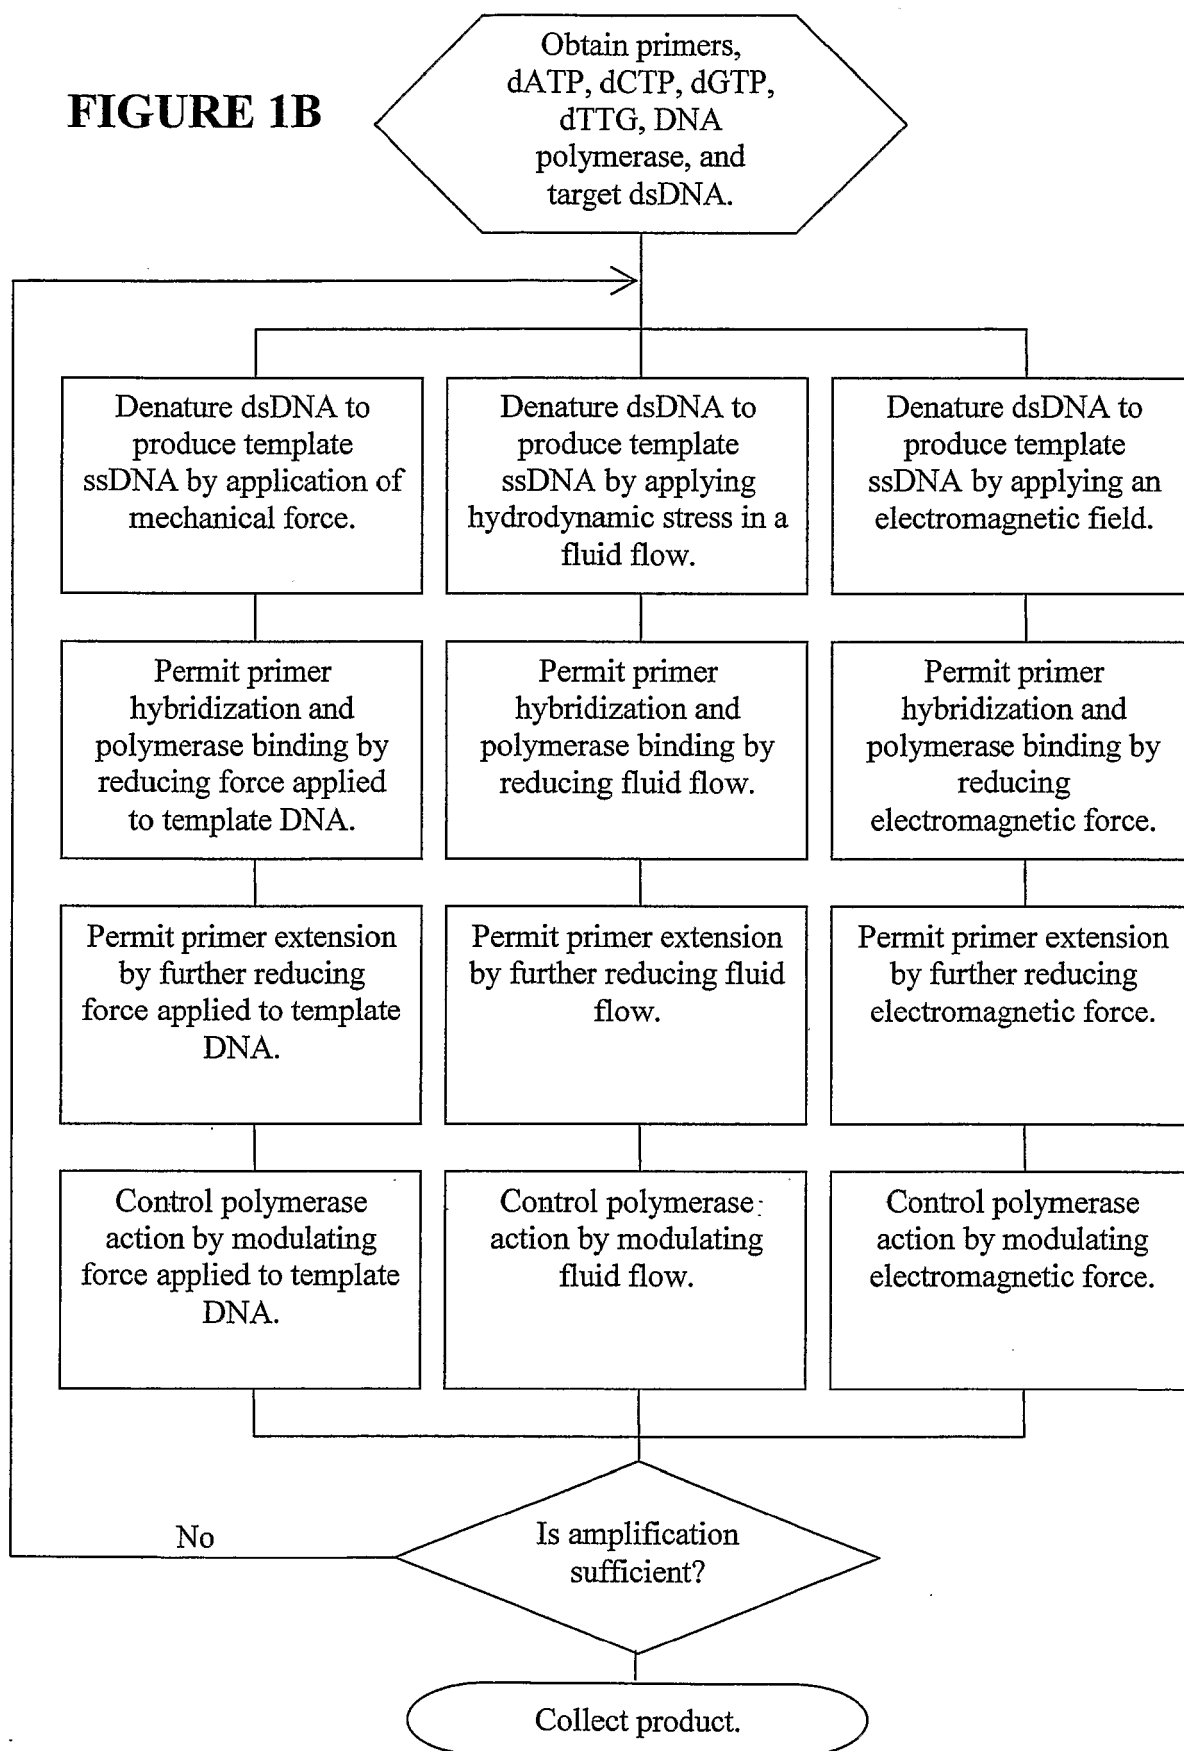 FIGURE 1B
Obtain primers,
dATP, dCTP, dGTP,
dTTG, DNA
polymerase, and
target dsDNA.
Denature dsDNA to
produce template
ssDNA by application of
mechanical force.
Denature dsDNA to
produce template
ssDNA by applying
hydrodynamic stress in a
fluid flow.
Denature dsDNA to
produce template
ssDNA by applying an
electromagnetic field.
Permit primer
hybridization and
polymerase binding by
reducing force applied
to template DNA.
Permit primer
hybridization and
polymerase binding by
reducing fluid flow.
Permit primer
hybridization and
polymerase binding by
reducing
electromagnetic force.
Permit primer extension
by further reducing
force applied to template
DNA.
Permit primer extension
by further reducing fluid
flow.
Permit primer extension
by further reducing
electromagnetic force.
Control polymerase
action by modulating
force applied to template
DNA.
Control polymerase
action by modulating
fluid flow.
Control polymerase
action by modulating
electromagnetic force.
No
Is amplification
sufficient?
Collect product.